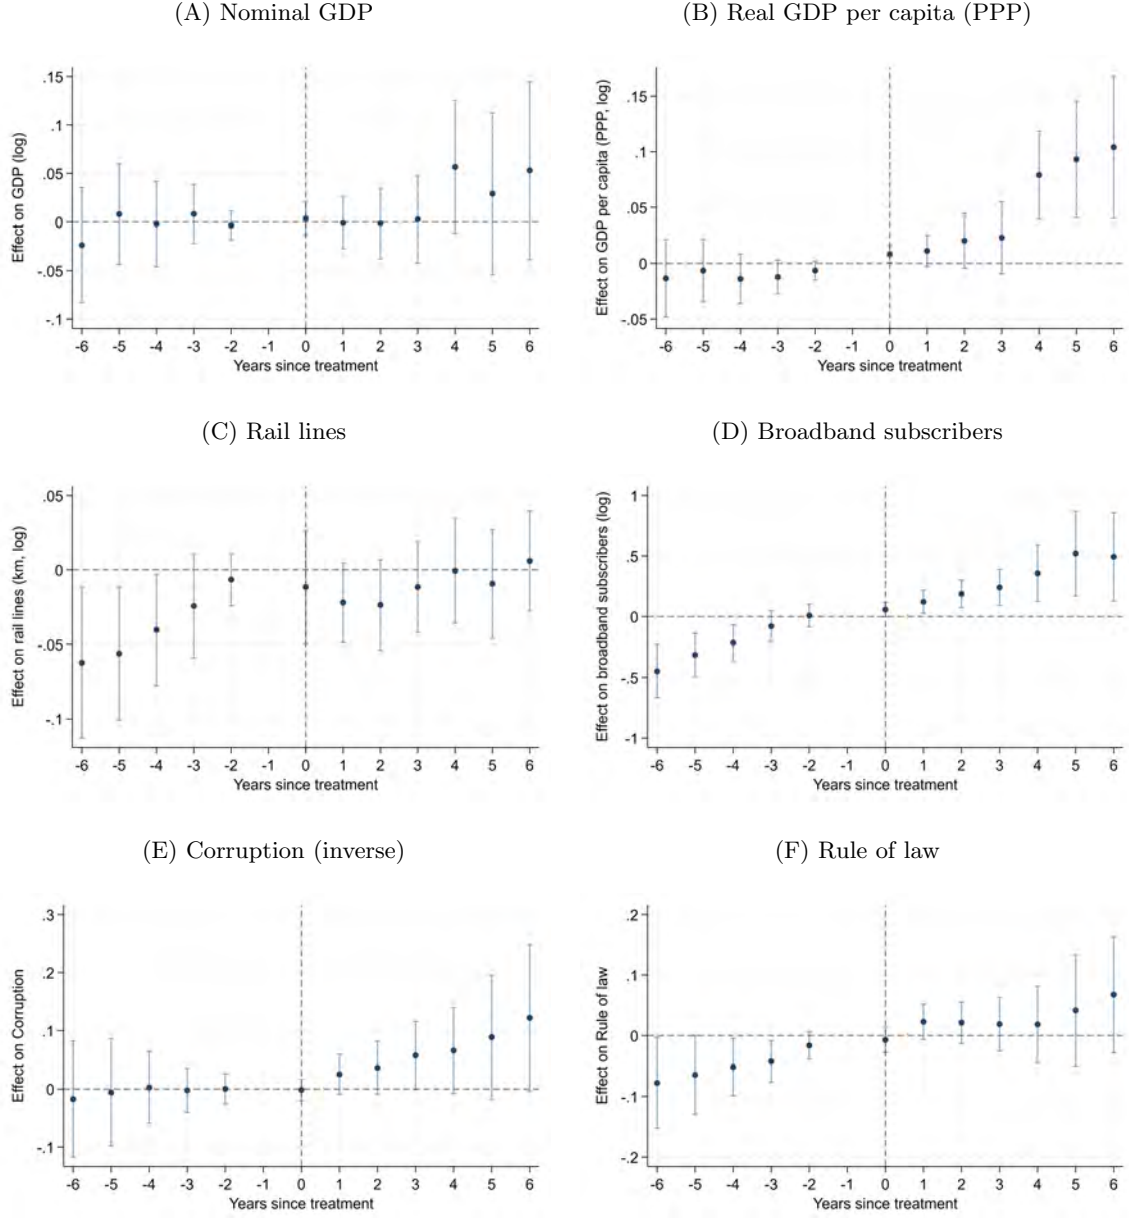 (A) Nominal GDP
Effect on GDP (log)
.15
.1
.05
0
-.05
-.1
-6 -5 -4 -3 -2 -1 0 1 2 3 4 5 6
Years since treatment
(B) Real GDP per capita (PPP)
Effect on GDP per capita (PPP, log)
.15
.1
.05
0
-.05
-6 -5 -4 -3 -2 -1 0 1 2 3 4 5 6
Years since treatment
(C) Rail lines
Effect on rail lines (km, log)
.05
0
-.05
-.1
-6 -5 -4 -3 -2 -1 0 1 2 3 4 5 6
Years since treatment
(D) Broadband subscribers
Effect on broadband subscribers (log)
1
.5
0
-.5
-1
-6 -5 -4 -3 -2 -1 0 1 2 3 4 5 6
Years since treatment
(E) Corruption (inverse)
Effect on Corruption
.3
.2
.1
0
-.1
-6 -5 -4 -3 -2 -1 0 1 2 3 4 5 6
Years since treatment
(F) Rule of law
Effect on Rule of law
.2
.1
0
-.1
-.2
-6 -5 -4 -3 -2 -1 0 1 2 3 4 5 6
Years since treatment